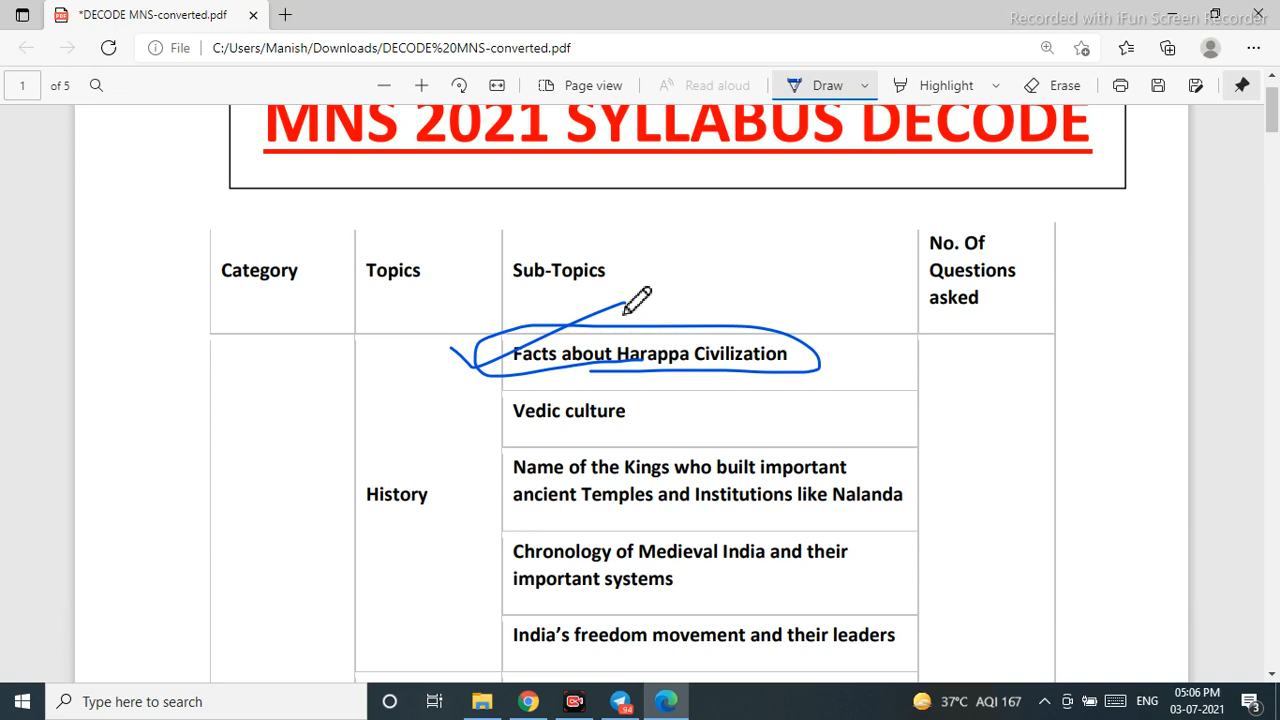 *DECODE MNS-converted.pdf
Recorded with iFun Screen Recorder
File C:/Users/Manish/Downloads/DECODE%20MNS-converted.pdf
1 of 5 Page view Read aloud Draw Highlight Erase
MNS 2021 SYLLABUS DECODE
Category Topics Sub-Topics No. Of
Questions
asked
Facts about Harappa Civilization
Vedic culture
Name of the Kings who built important
ancient Temples and Institutions like Nalanda
History
Chronology of Medieval India and their
important systems
India's freedom movement and their leaders
Type here to search .94 37°C AQI 167 ENG 05:06 PM
03-07-2021 3